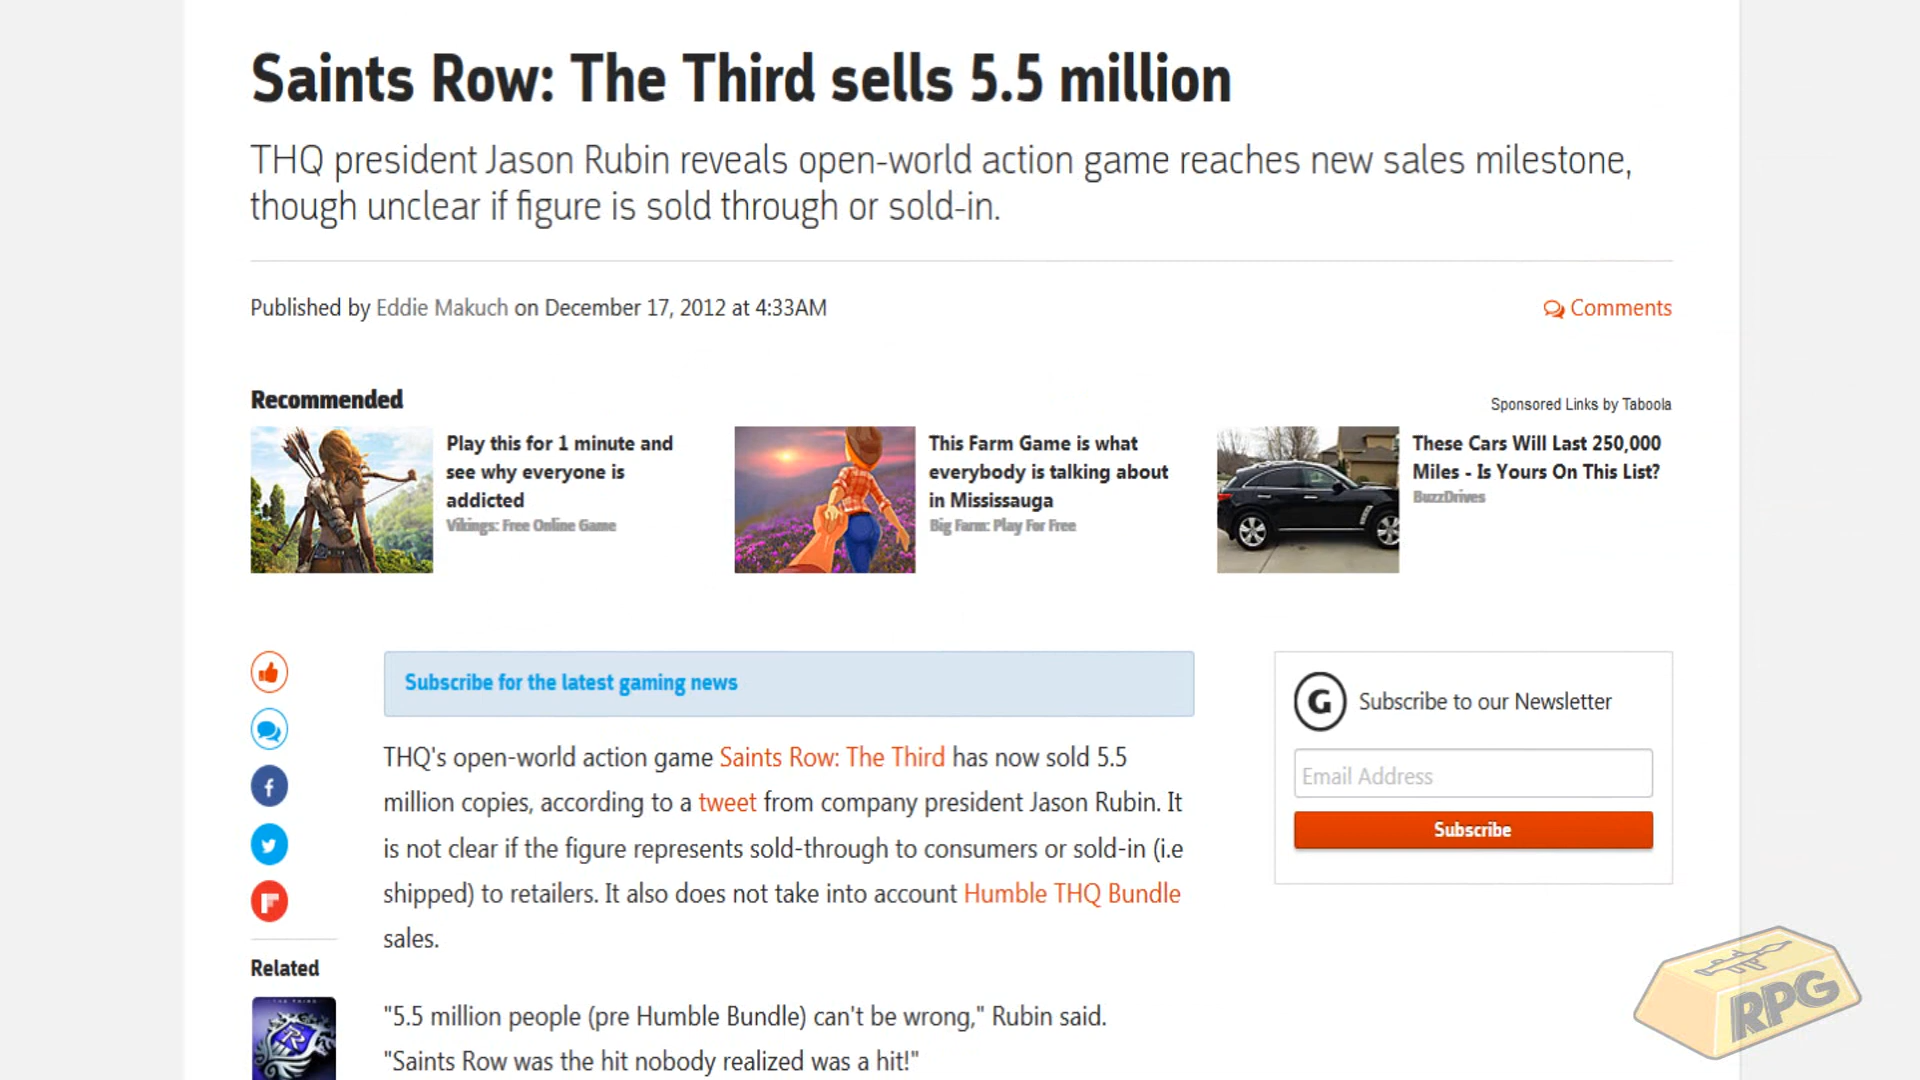 Saints Row: The Third sells 5.5 million
THQ president Jason Rubin reveals open-world action game reaches new sales milestone,
though unclear if figure is sold through or sold-in.
Published by Eddie Makuch on December 17, 2012 at 4:33AM
Comments
Recommended
Sponsored Links by Taboola
Play this for 1 minute and
see why everyone is
addicted
Vikings: Free Online Game
This Farm Game is what
everybody is talking about
in Mississauga
Big Farm: Play For Free
These Cars Will Last 250,000
Miles - Is Yours On This List?
BuzzDrives
Subscribe for the latest gaming news
THQ's open-world action game Saints Row: The Third has now sold 5.5
million copies, according to a tweet from company president Jason Rubin. It
is not clear if the figure represents sold-through to consumers or sold-in (i.e
shipped) to retailers. It also does not take into account Humble THQ Bundle
sales.
"5.5 million people (pre Humble Bundle) can't be wrong," Rubin said.
"Saints Row was the hit nobody realized was a hit!"
G
Subscribe to our Newsletter
Email Address
Subscribe
Related
RPG